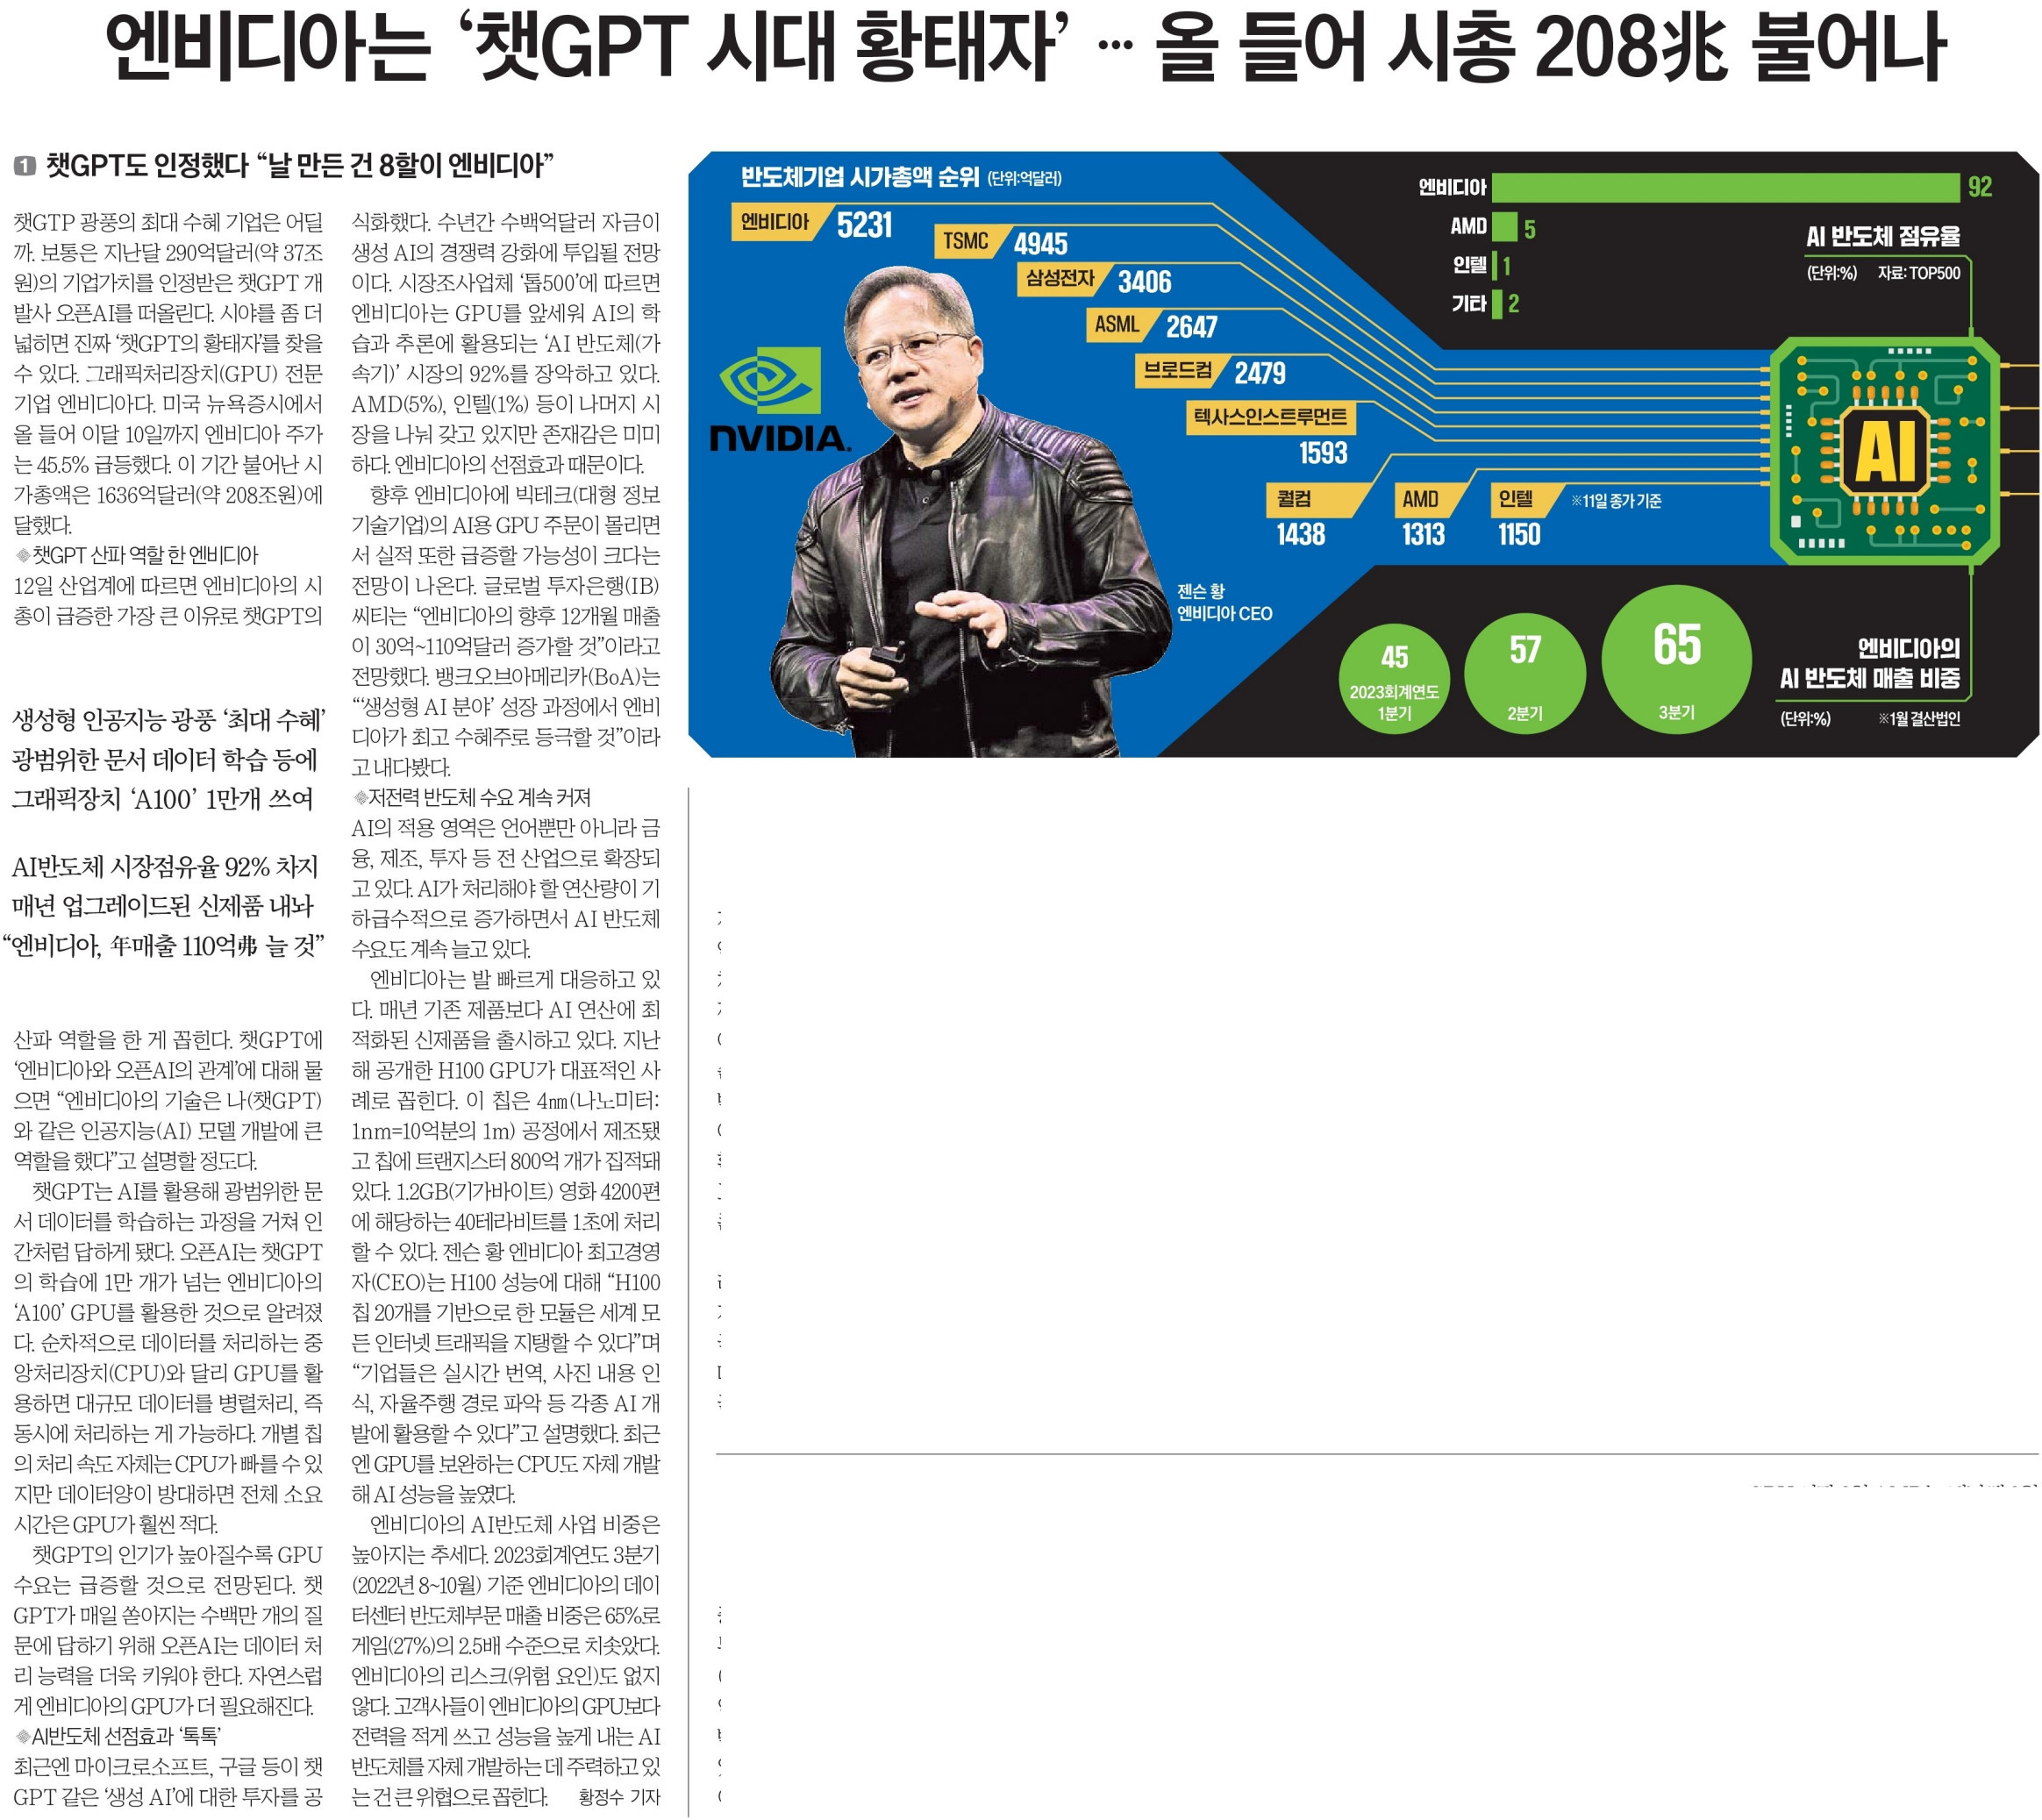 엔비디아는 ‘챗GPT 시대 황태자’ … 올 들어 시총 208兆 불어나
1 챗GPT도 인정했다 “날 만든 건 8할이 엔비디아”
챗GTP 광풍의 최대 수혜 기업은 어딜
까. 보통은 지난달 290억달러(약 37조
원)의 기업가치를 인정받은 챗GPT 개
발사 오픈AI를 떠올린다. 시야를 좀 더
넓히면 진짜 ‘챗GPT의 황태자’를 찾을
수 있다. 그래픽처리장치(GPU) 전문
기업 엔비디아다. 미국 뉴욕증시에서
올 들어 이달 10일까지 엔비디아 주가
는 45.5% 급등했다. 이 기간 불어난 시
가총액은 1636억달러(약 208조원)에
달했다.
◈챗GPT 산파 역할 한 엔비디아
12일 산업계에 따르면 엔비디아의 시
총이 급증한 가장 큰 이유로 챗GPT의
생성형 인공지능 광풍 ‘최대 수혜’
광범위한 문서 데이터 학습 등에
그래픽장치 ‘A100’ 1만개 쓰여
AI반도체 시장점유율 92% 차지
매년 업그레이드된 신제품 내놔
“엔비디아, 年매출 110억弗 늘 것”
산파 역할을 한 게 꼽힌다. 챗GPT에
‘엔비디아와 오픈AI의 관계’에 대해 물
으면 “엔비디아의 기술은 나(챗GPT)
와 같은 인공지능(AI) 모델 개발에 큰
역할을 했다”고 설명할 정도다.
챗GPT는 AI를 활용해 광범위한 문
서 데이터를 학습하는 과정을 거쳐 인
간처럼 답하게 됐다. 오픈AI는 챗GPT
의 학습에 1만 개가 넘는 엔비디아의
‘A100’ GPU를 활용한 것으로 알려졌
다. 순차적으로 데이터를 처리하는 중
앙처리장치(CPU)와 달리 GPU를 활
용하면 대규모 데이터를 병렬처리, 즉
동시에 처리하는 게 가능하다. 개별 칩
의 처리 속도 자체는 CPU가 빠를 수 있
지만 데이터양이 방대하면 전체 소요
시간은 GPU가 훨씬 적다.
챗GPT의 인기가 높아질수록 GPU
수요는 급증할 것으로 전망된다. 챗
GPT가 매일 쏟아지는 수백만 개의 질
문에 답하기 위해 오픈AI는 데이터 처
리 능력을 더욱 키워야 한다. 자연스럽
게 엔비디아의 GPU가 더 필요해진다.
◈AI반도체 선점효과 ‘톡톡’
최근엔 마이크로소프트, 구글 등이 챗
GPT 같은 ‘생성 AI’에 대한 투자를 공
식화했다. 수년간 수백억달러 자금이
생성 AI의 경쟁력 강화에 투입될 전망
이다. 시장조사업체 ‘톱500’에 따르면
엔비디아는 GPU를 앞세워 AI의 학
습과 추론에 활용되는 ‘AI 반도체(가
속기)’ 시장의 92%를 장악하고 있다.
AMD(5%), 인텔(1%) 등이 나머지 시
장을 나눠 갖고 있지만 존재감은 미미
하다. 엔비디아의 선점효과 때문이다.
향후 엔비디아에 빅테크(대형 정보
기술기업)의 AI용 GPU 주문이 몰리면
서 실적 또한 급증할 가능성이 크다는
전망이 나온다. 글로벌 투자은행(IB)
씨티는 “엔비디아의 향후 12개월 매출
이 30억~110억달러 증가할 것”이라고
전망했다. 뱅크오브아메리카(BoA)는
“‘생성형 AI 분야’ 성장 과정에서 엔비
디아가 최고 수혜주로 등극할 것”이라
고 내다봤다.
◈저전력 반도체 수요 계속 커져
AI의 적용 영역은 언어뿐만 아니라 금
융, 제조, 투자 등 전 산업으로 확장되
고 있다. AI가 처리해야 할 연산량이 기
하급수적으로 증가하면서 AI 반도체
수요도 계속 늘고 있다.
엔비디아는 발 빠르게 대응하고 있
다. 매년 기존 제품보다 AI 연산에 최
적화된 신제품을 출시하고 있다. 지난
해 공개한 H100 GPU가 대표적인 사
례로 꼽힌다. 이 칩은 4㎚(나노미터:
1nm=10억분의 1m) 공정에서 제조됐
고 칩에 트랜지스터 800억 개가 집적돼
있다. 1.2GB(기가바이트) 영화 4200편
에 해당하는 40테라비트를 1초에 처리
할 수 있다. 젠슨 황 엔비디아 최고경영
자(CEO)는 H100 성능에 대해 “H100
칩 20개를 기반으로 한 모듈은 세계 모
든 인터넷 트래픽을 지탱할 수 있다”며
“기업들은 실시간 번역, 사진 내용 인
식, 자율주행 경로 파악 등 각종 AI 개
발에 활용할 수 있다”고 설명했다. 최근
엔 GPU를 보완하는 CPU도 자체 개발
해 AI 성능을 높였다.
엔비디아의 AI반도체 사업 비중은
높아지는 추세다. 2023회계연도 3분기
(2022년 8~10월) 기준 엔비디아의 데이
터센터 반도체부문 매출 비중은 65%로
게임(27%)의 2.5배 수준으로 치솟았다.
엔비디아의 리스크(위험 요인)도 없지
않다. 고객사들이 엔비디아의 GPU보다
전력을 적게 쓰고 성능을 높게 내는 AI
반도체를 자체 개발하는 데 주력하고 있
는 건 큰 위협으로 꼽힌다. 황정수 기자
반도체기업 시가총액 순위 (단위:억달러)
엔비디아 5231
TSMC 4945
삼성전자 3406
ASML 2647
브로드컴 2479
텍사스인스트루먼트
1593
퀄컴 AMD 인텔 ※11일 종가 기준
1438 1313 1150
NVIDIA.
젠슨 황
엔비디아 CEO
엔비디아 92
AMD 5
인텔 1
기타 2
AI 반도체 점유율
(단위:%) 자료: TOP500
AI
45
2023회계연도
1분기
57
2분기
65
3분기
엔비디아의
AI 반도체 매출 비중
(단위:%) ※1월 결산법인